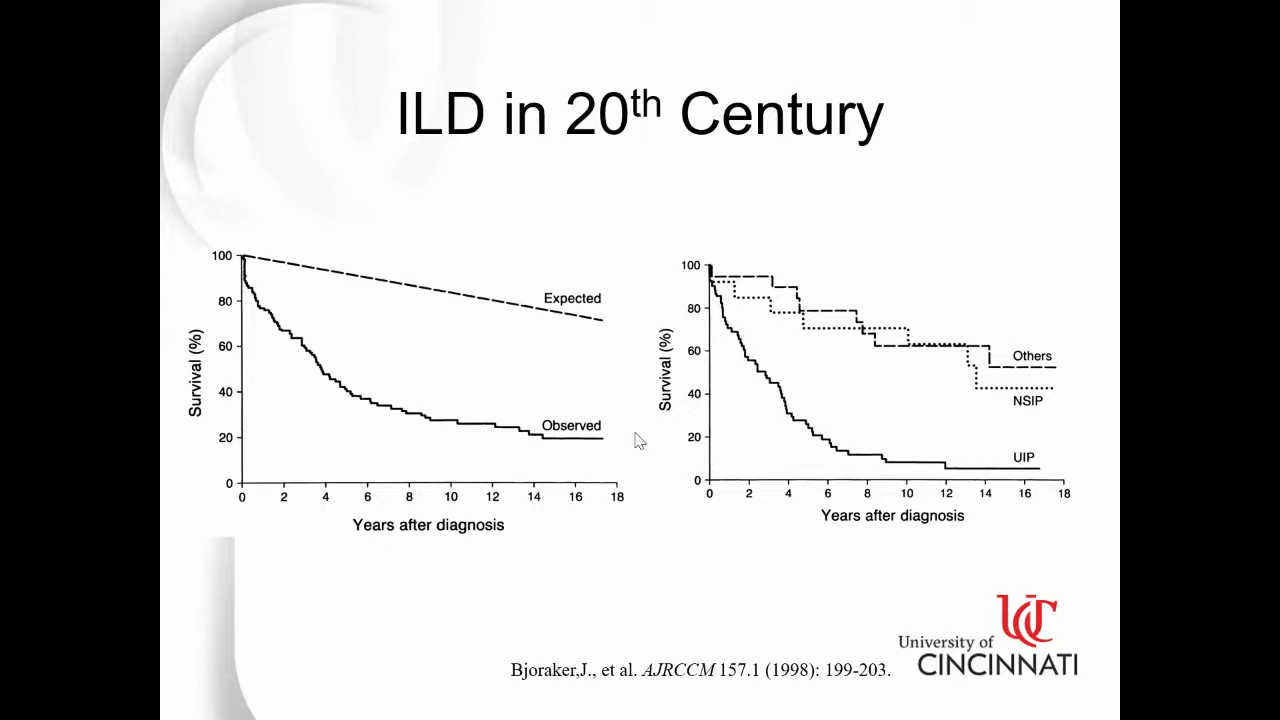 ILD in 20th Century
100
80
60
40
20
0
Survival (%)
Expected
Observed
0 2 4 6 8 10 12 14 16 18
Years after diagnosis
100
80
60
40
20
0
Survival (%)
Others
NSIP
UIP
0 2 4 6 8 10 12 14 16 18
Years after diagnosis
Bjoraker,J., et al. AJRCCM 157.1 (1998): 199-203.
UC
University of
CINCINNATI